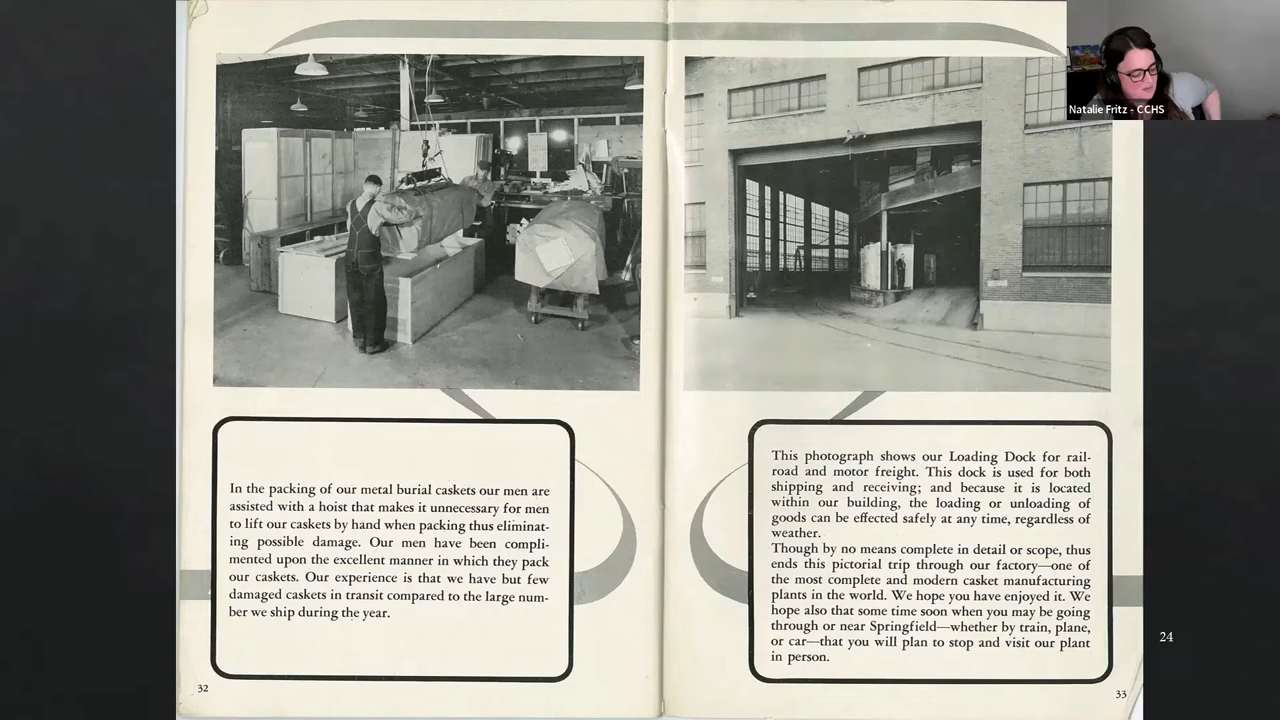 Natalie Fritz - CCHS
In the packing of our metal burial caskets our men are
assisted with a hoist that makes it unnecessary for men
to lift our caskets by hand when packing thus eliminat-
ing possible damage. Our men have been compli-
mented upon the excellent manner in which they pack
our caskets. Our experience is that we have but few
damaged caskets in transit compared to the large num-
ber we ship during the year.
32
This photograph shows our Loading Dock for rail-
road and motor freight. This dock is used for both
shipping and receiving; and because it is located
within our building, the loading or unloading of
goods can be effected safely at any time, regardless of
weather.
Though by no means complete in detail or scope, thus
ends this pictorial trip through our factory—one of
the most complete and modern casket manufacturing
plants in the world. We hope you have enjoyed it. We
hope also that some time soon when you may be going
through or near Springfield—whether by train, plane,
or car—that you will plan to stop and visit our plant
in person.
33
24